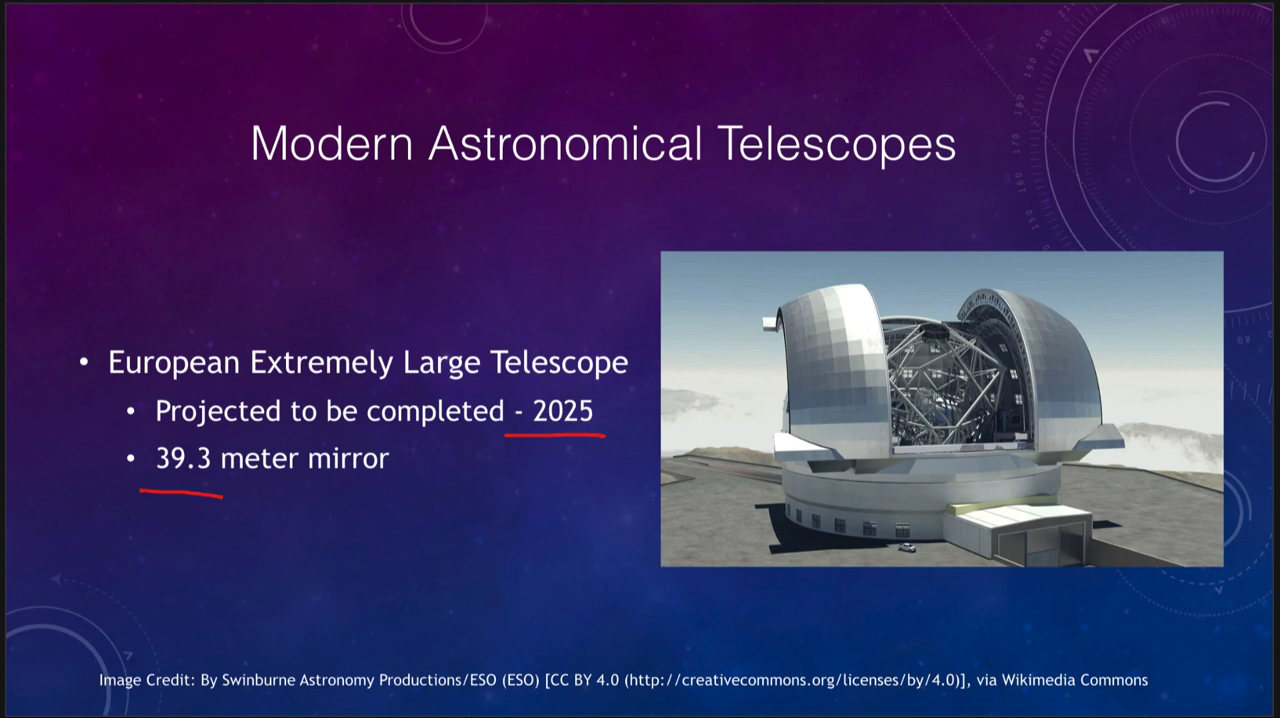 Modern Astronomical Telescopes
• European Extremely Large Telescope
• Projected to be completed - 2025
• 39.3 meter mirror
Image Credit: By Swinburne Astronomy Productions/ESO (ESO) [CC BY 4.0 (http://creativecommons.org/licenses/by/4.0)], via Wikimedia Commons